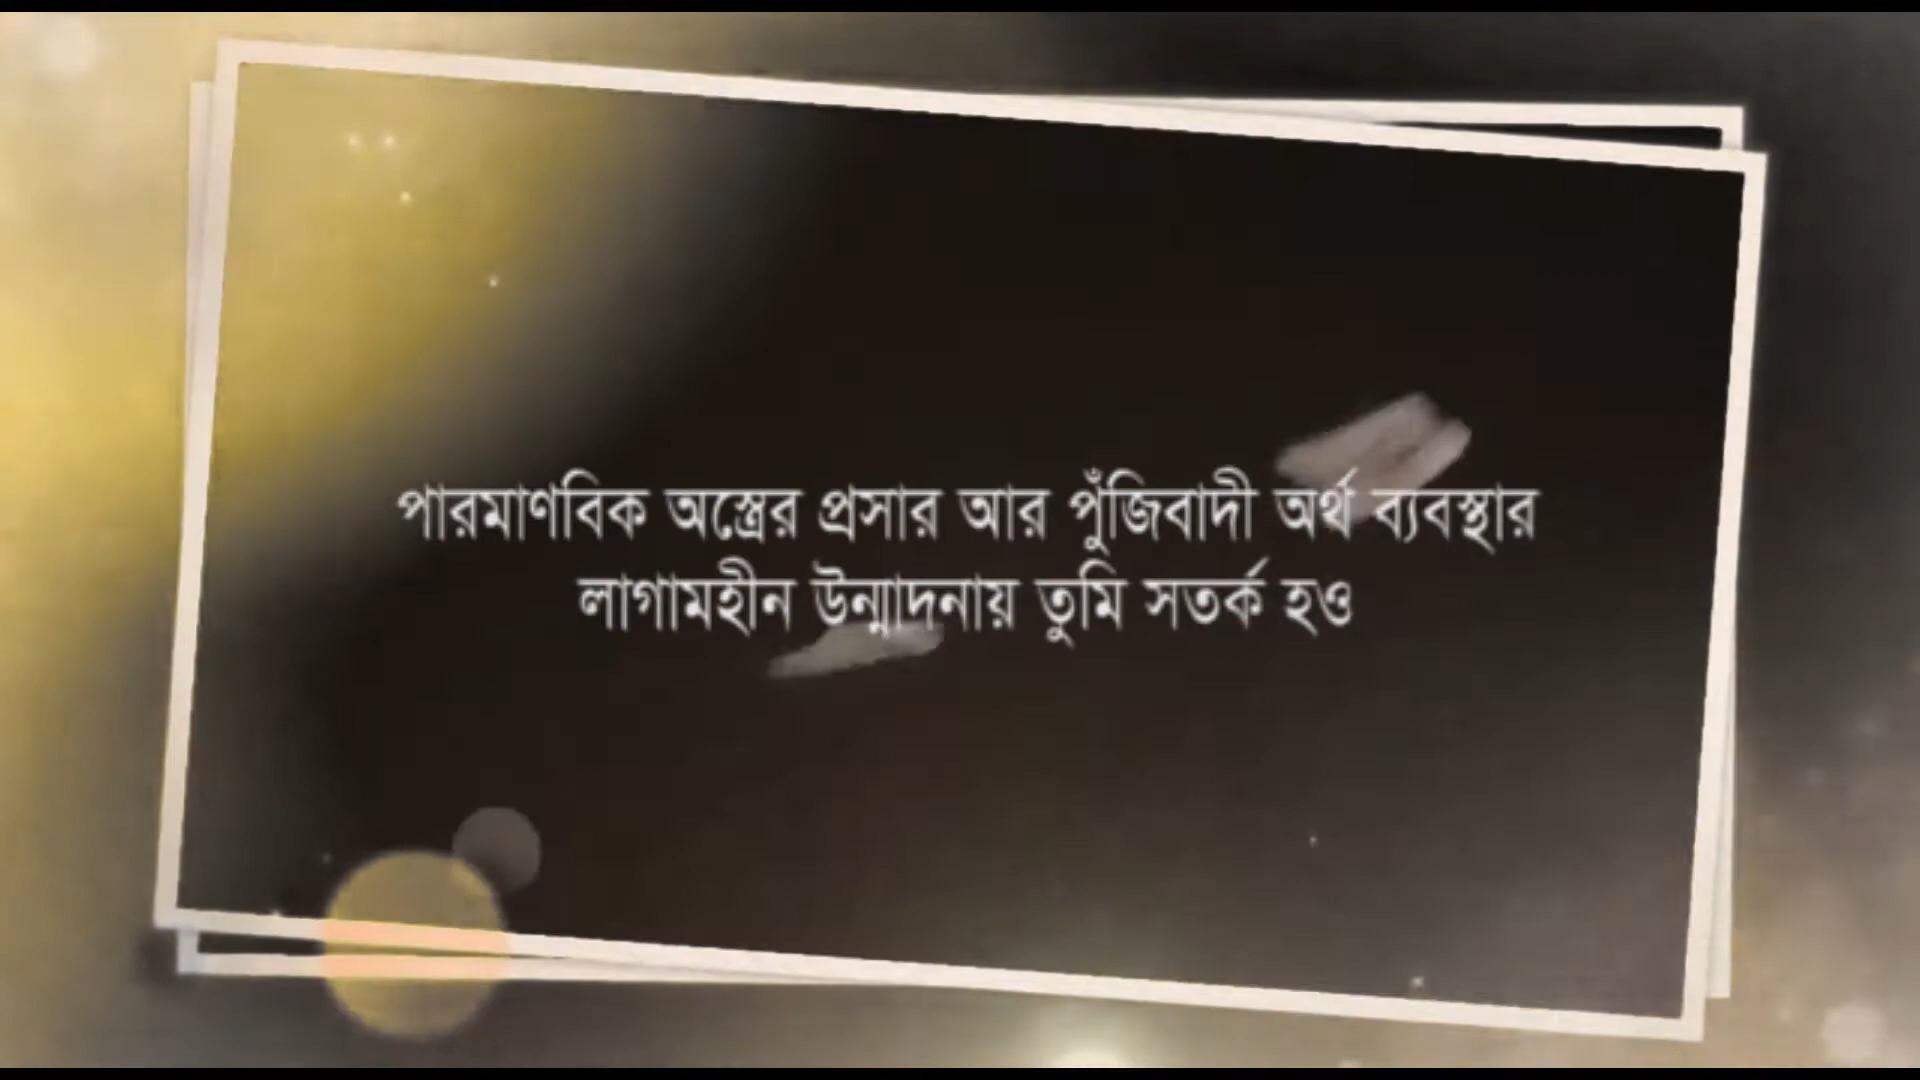 পারমাণবিক অস্ত্রের প্রসার আর পুঁজিবাদী অর্থ ব্যবস্থার
লাগামহীন উন্মাদনায় তুমি সতর্ক হও